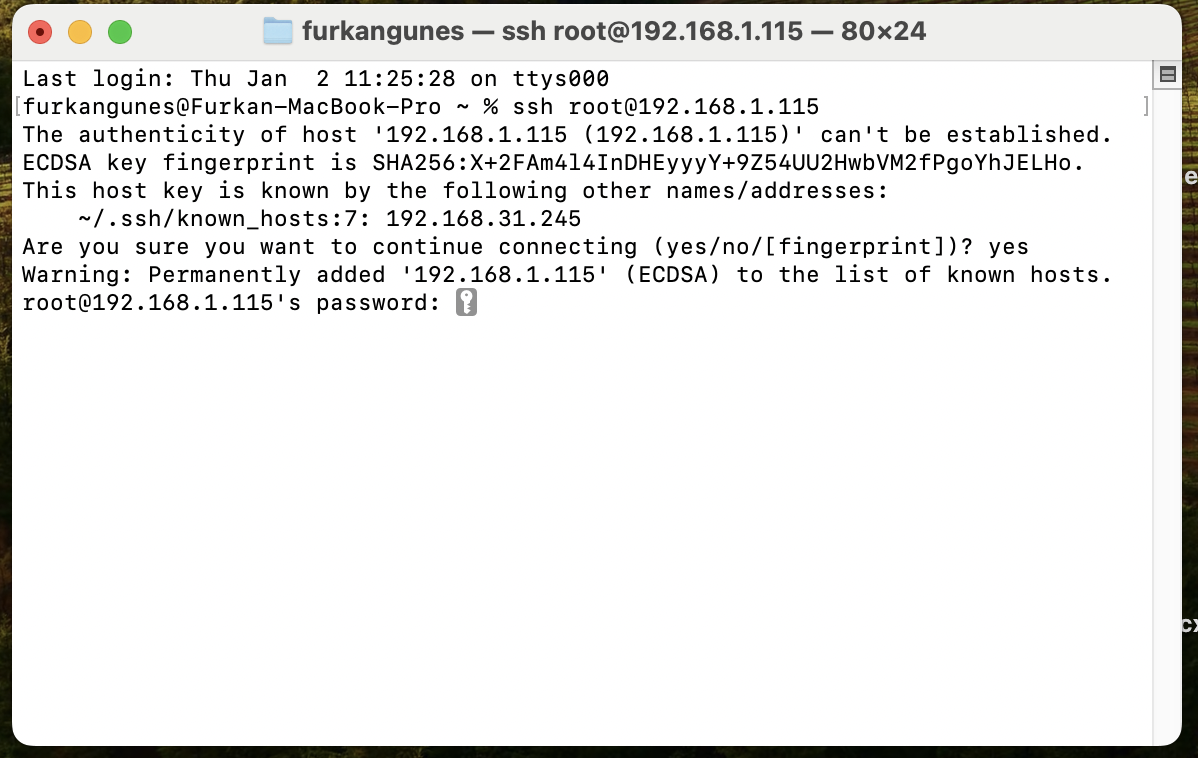 furkangunes — ssh root@192.168.1.115 — 80×24
Last login: Thu Jan  2 11:25:28 on ttys000
[furkangunes@Furkan-MacBook-Pro ~ % ssh root@192.168.1.115 ]
The authenticity of host '192.168.1.115 (192.168.1.115)' can't be established.
ECDSA key fingerprint is SHA256:X+2FAm4l4InDHEyyyY+9Z54UU2HwbVM2fPgoYhJELHo.
This host key is known by the following other names/addresses:
    ~/.ssh/known_hosts:7: 192.168.31.245
Are you sure you want to continue connecting (yes/no/[fingerprint])? yes
Warning: Permanently added '192.168.1.115' (ECDSA) to the list of known hosts.
root@192.168.1.115's password: